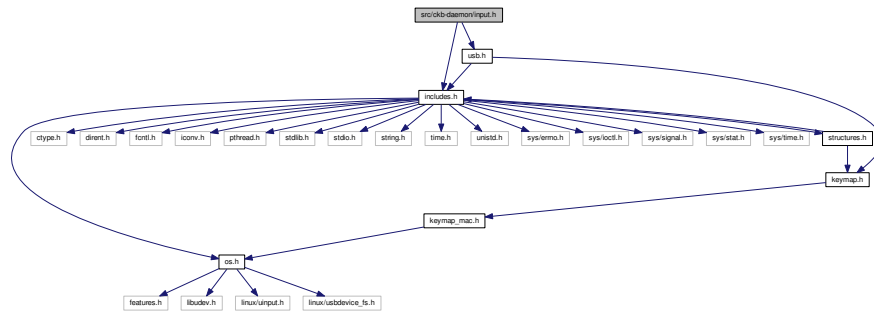 src/ckb-daemon/input.h
usb.h
includes.h
ctype.h dirent.h fcntl.h iconv.h pthread.h stdlib.h stdio.h string.h time.h unistd.h sys/errno.h sys/ioctl.h sys/signal.h sys/stat.h sys/time.h structures.h
keymap.h
keymap_mac.h
os.h
features.h libudev.h linux/uinput.h linux/usbdevice_fs.h